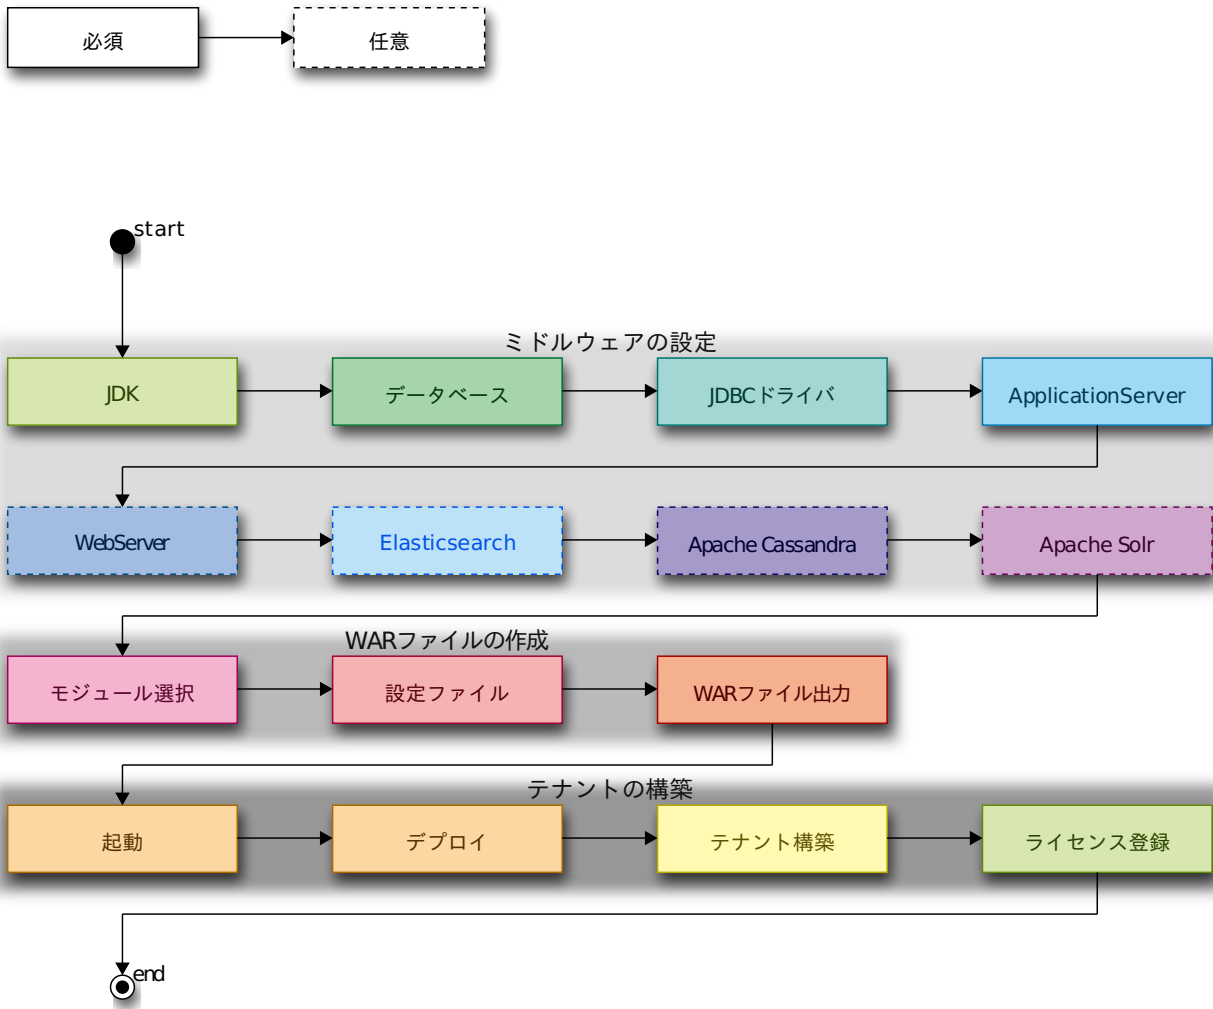 必須
任意
start
ミドルウェアの設定
JDK
データベース
JDBCドライバ
ApplicationServer
WebServer
Elasticsearch
Apache Cassandra
Apache Solr
WARファイルの作成
モジュール選択
設定ファイル
WARファイル出力
テナントの構築
起動
デプロイ
テナント構築
ライセンス登録
end